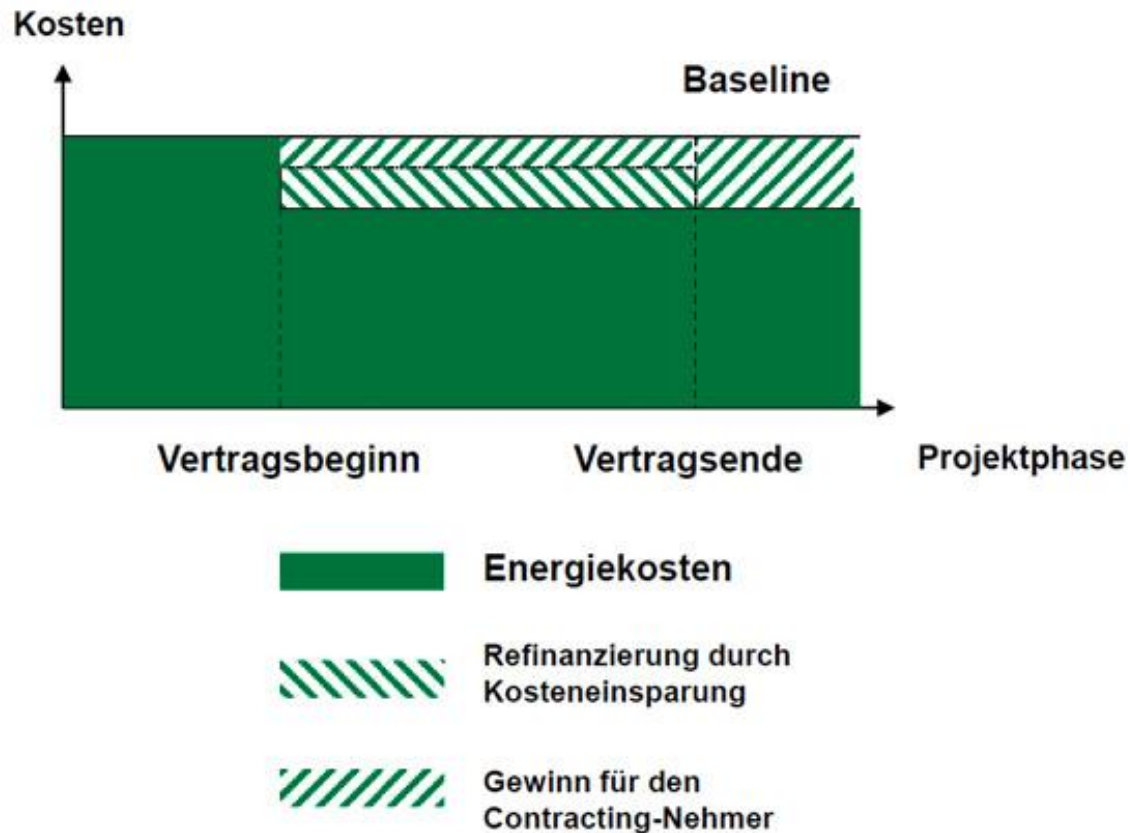 Kosten
Baseline
Vertragsbeginn
Vertragsende
Projektphase
Energiekosten
Refinanzierung durch
Kosteneinsparung
Gewinn für den
Contracting-Nehmer